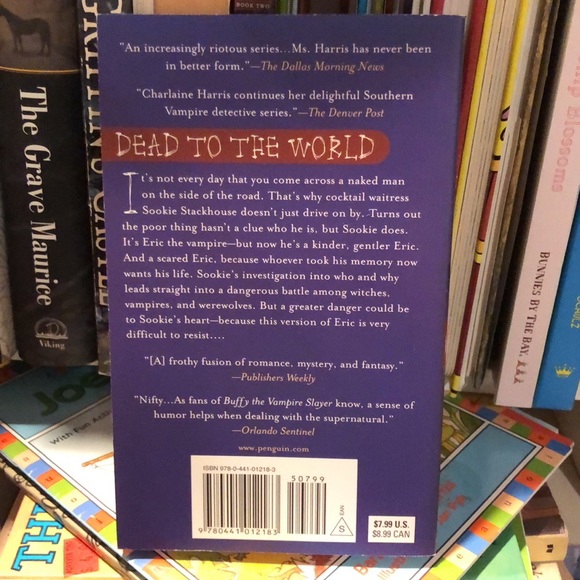 "An increasingly riotous series...Ms. Harris has never been
in better form."—The Dallas Morning News
"Charlaine Harris continues her delightful Southern
Vampire detective series."—The Denver Post
DEAD TO THE WORLD
It's not every day that you come across a naked man
on the side of the road. That's why cocktail waitress
Sookie Stackhouse doesn't just drive on by. Turns out
the poor thing hasn't a clue who he is, but Sookie does.
It's Eric the vampire—but now he's a kinder, gentler Eric.
And a scared Eric, because whoever took his memory now
wants his life. Sookie's investigation into who and why
leads straight into a dangerous battle among witches,
vampires, and werewolves. But a greater danger could be
to Sookie's heart—because this version of Eric is very
difficult to resist....
"[A] frothy fusion of romance, mystery, and fantasy."
—Publishers Weekly
"Nifty...As fans of Buffy the Vampire Slayer know, a sense of
humor helps when dealing with the supernatural."
—Orlando Sentinel
www.penguin.com
ISBN 978-0-441-01218-3
50799
9 780441 012183
S
EAN
$7.99 U.S.
$8.99 CAN
The Grave Maurice
Viking
BOOK TWO
Blossoms
BUNNIES BY THE BAY
Joe
with Fun
TH